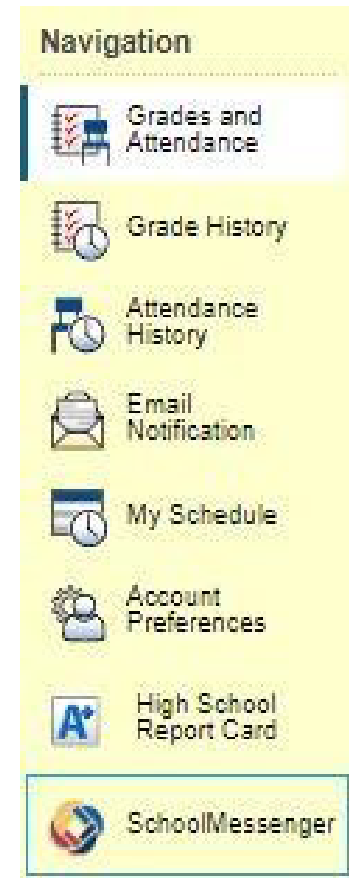 Navigation
Grades and
Attendance
Grade History
Attendance
History
Email
Notification
My Schedule
Account
Preferences
A+
High School
Report Card
SchoolMessenger